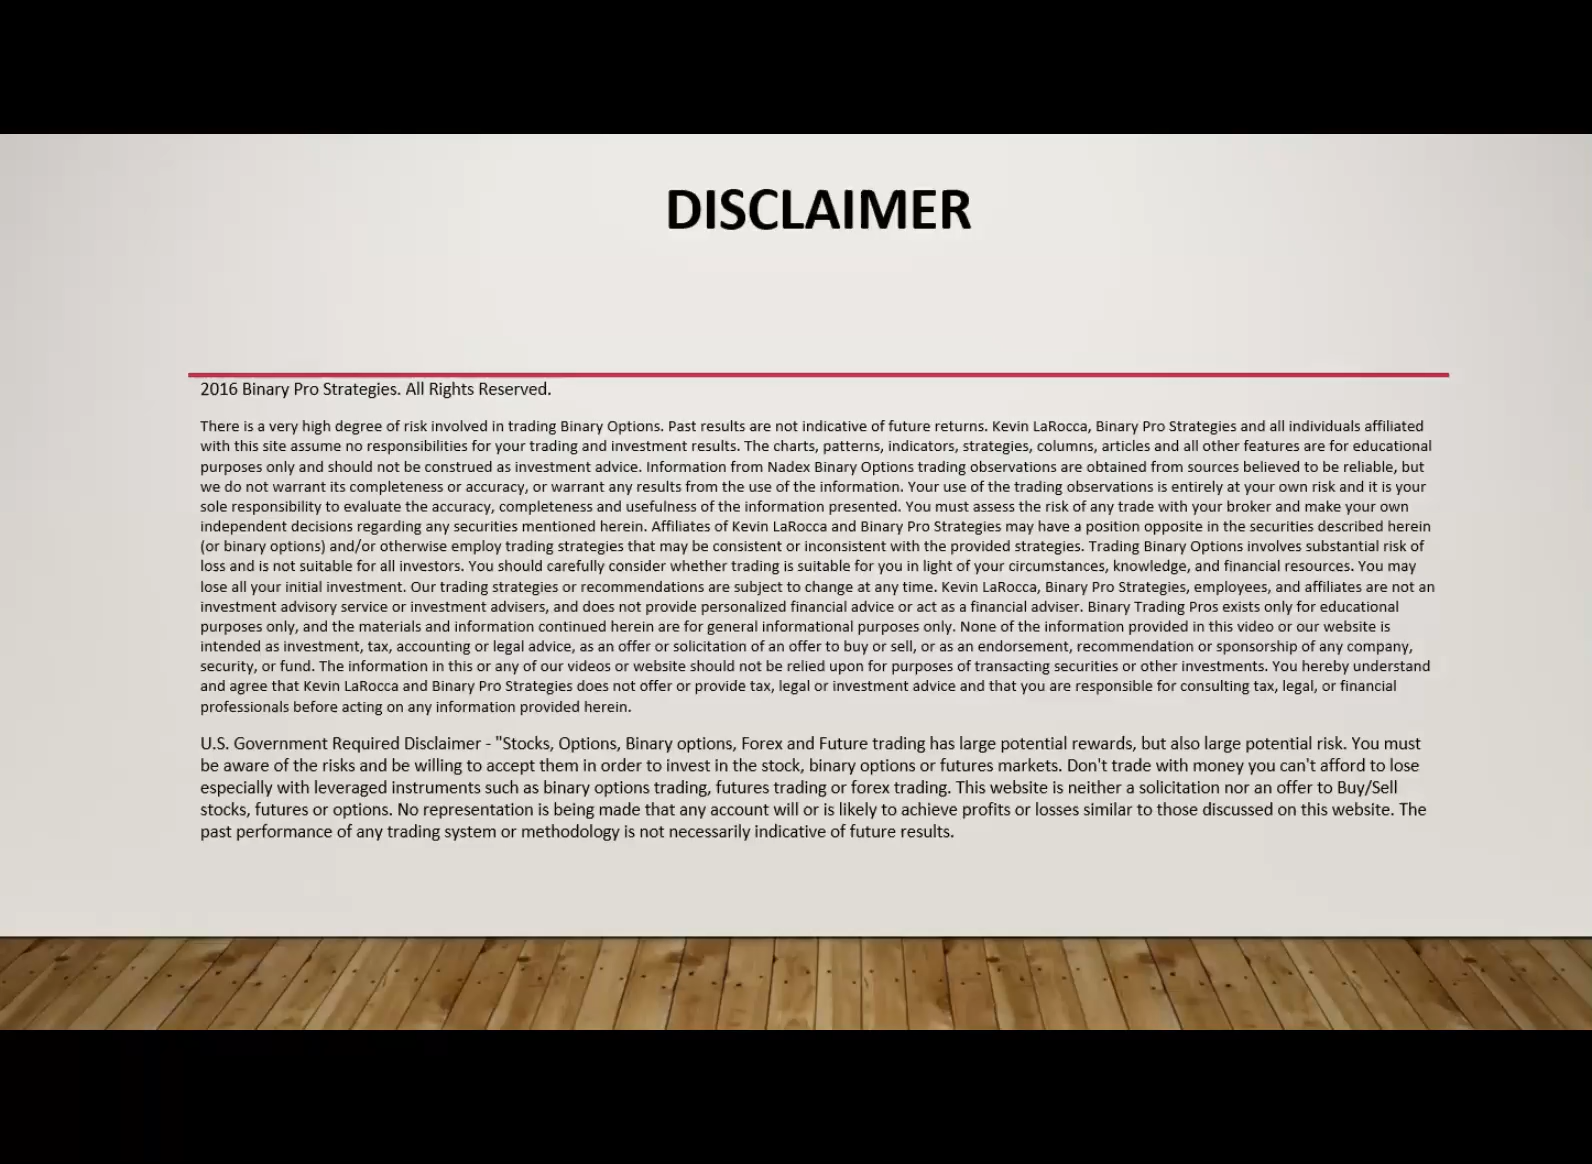 DISCLAIMER
2016 Binary Pro Strategies. All Rights Reserved.
There is a very high degree of risk involved in trading Binary Options. Past results are not indicative of future returns. Kevin LaRocca, Binary Pro Strategies and all individuals affiliated
with this site assume no responsibilities for your trading and investment results. The charts, patterns, indicators, strategies, columns, articles and all other features are for educational
purposes only and should not be construed as investment advice. Information from Nadex Binary Options trading observations are obtained from sources believed to be reliable, but
we do not warrant its completeness or accuracy, or warrant any results from the use of the information. Your use of the trading observations is entirely at your own risk and it is your
sole responsibility to evaluate the accuracy, completeness and usefulness of the information presented. You must assess the risk of any trade with your broker and make your own
independent decisions regarding any securities mentioned herein. Affiliates of Kevin LaRocca and Binary Pro Strategies may have a position opposite in the securities described herein
(or binary options) and/or otherwise employ trading strategies that may be consistent or inconsistent with the provided strategies. Trading Binary Options involves substantial risk of
loss and is not suitable for all investors. You should carefully consider whether trading is suitable for you in light of your circumstances, knowledge, and financial resources. You may
lose all your initial investment. Our trading strategies or recommendations are subject to change at any time. Kevin LaRocca, Binary Pro Strategies, employees, and affiliates are not an
investment advisory service or investment advisers, and does not provide personalized financial advice or act as a financial adviser. Binary Trading Pros exists only for educational
purposes only, and the materials and information continued herein are for general informational purposes only. None of the information provided in this video or our website is
intended as investment, tax, accounting or legal advice, as an offer or solicitation of an offer to buy or sell, or as an endorsement, recommendation or sponsorship of any company,
security, or fund. The information in this or any of our videos or website should not be relied upon for purposes of transacting securities or other investments. You hereby understand
and agree that Kevin LaRocca and Binary Pro Strategies does not offer or provide tax, legal or investment advice and that you are responsible for consulting tax, legal, or financial
professionals before acting on any information provided herein.
U.S. Government Required Disclaimer - "Stocks, Options, Binary options, Forex and Future trading has large potential rewards, but also large potential risk. You must
be aware of the risks and be willing to accept them in order to invest in the stock, binary options or futures markets. Don't trade with money you can't afford to lose
especially with leveraged instruments such as binary options trading, futures trading or forex trading. This website is neither a solicitation nor an offer to Buy/Sell
stocks, futures or options. No representation is being made that any account will or is likely to achieve profits or losses similar to those discussed on this website. The
past performance of any trading system or methodology is not necessarily indicative of future results.